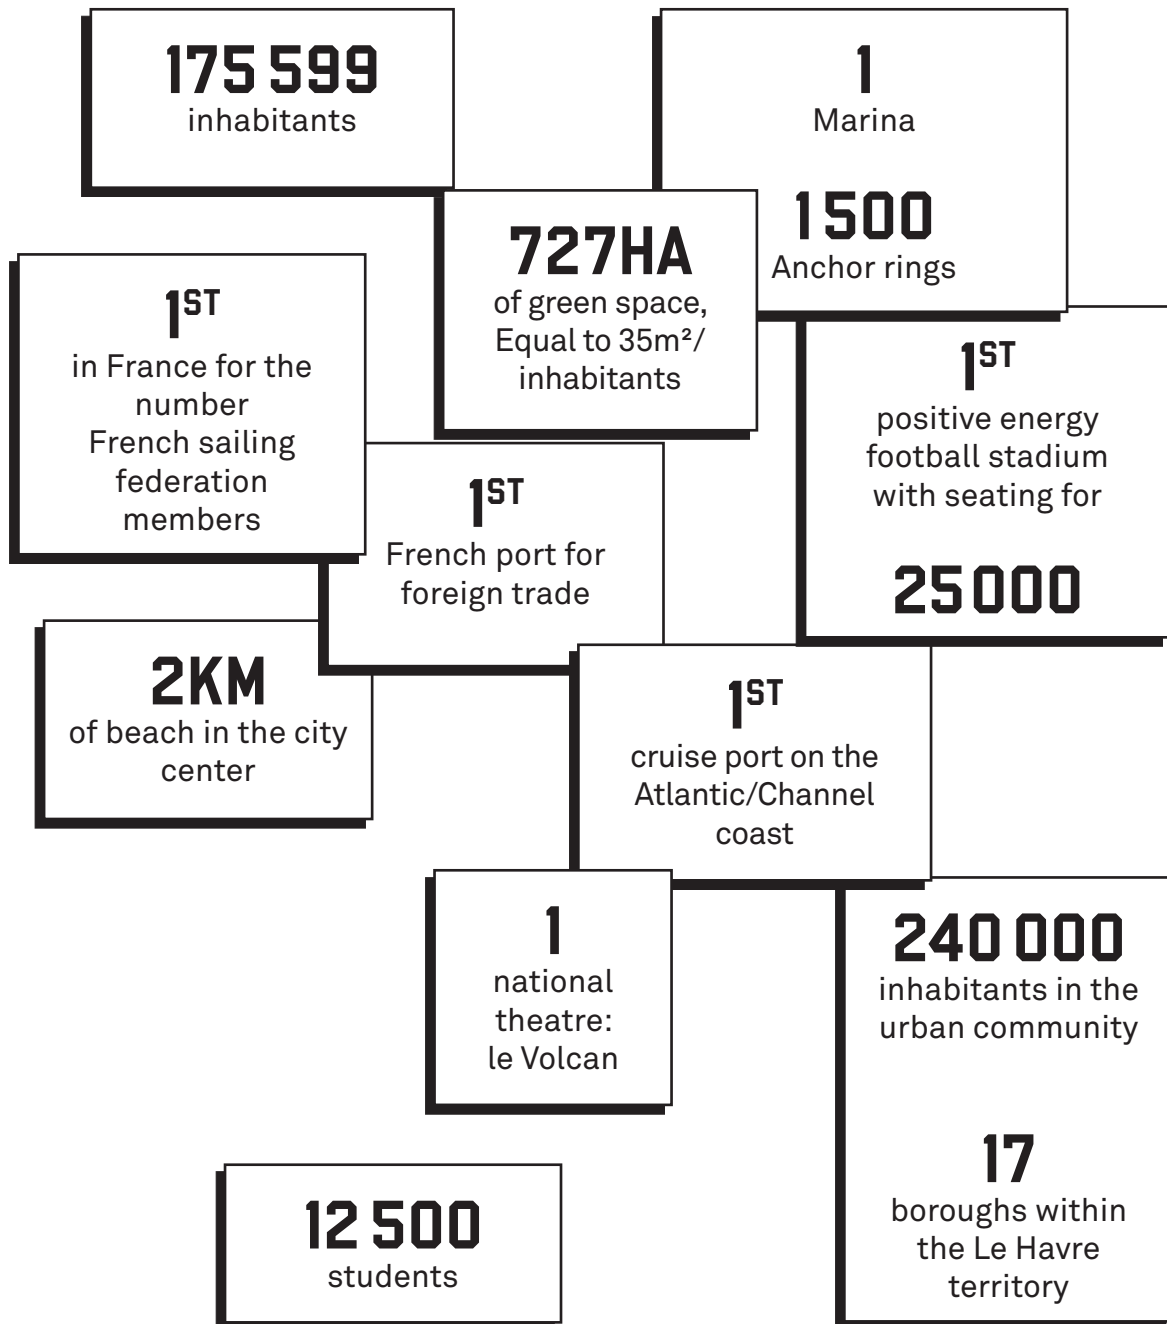 175 599
inhabitants
1
Marina
1 500
Anchor rings
727HA
of green space,
Equal to 35m²/
inhabitants
1ST
in France for the
number
French sailing
federation
members
1ST
positive energy
football stadium
with seating for
25 000
1ST
French port for
foreign trade
2KM
of beach in the city
center
1ST
cruise port on the
Atlantic/Channel
coast
1
national
theatre:
le Volcan
240 000
inhabitants in the
urban community
17
boroughs within
the Le Havre
territory
12 500
students